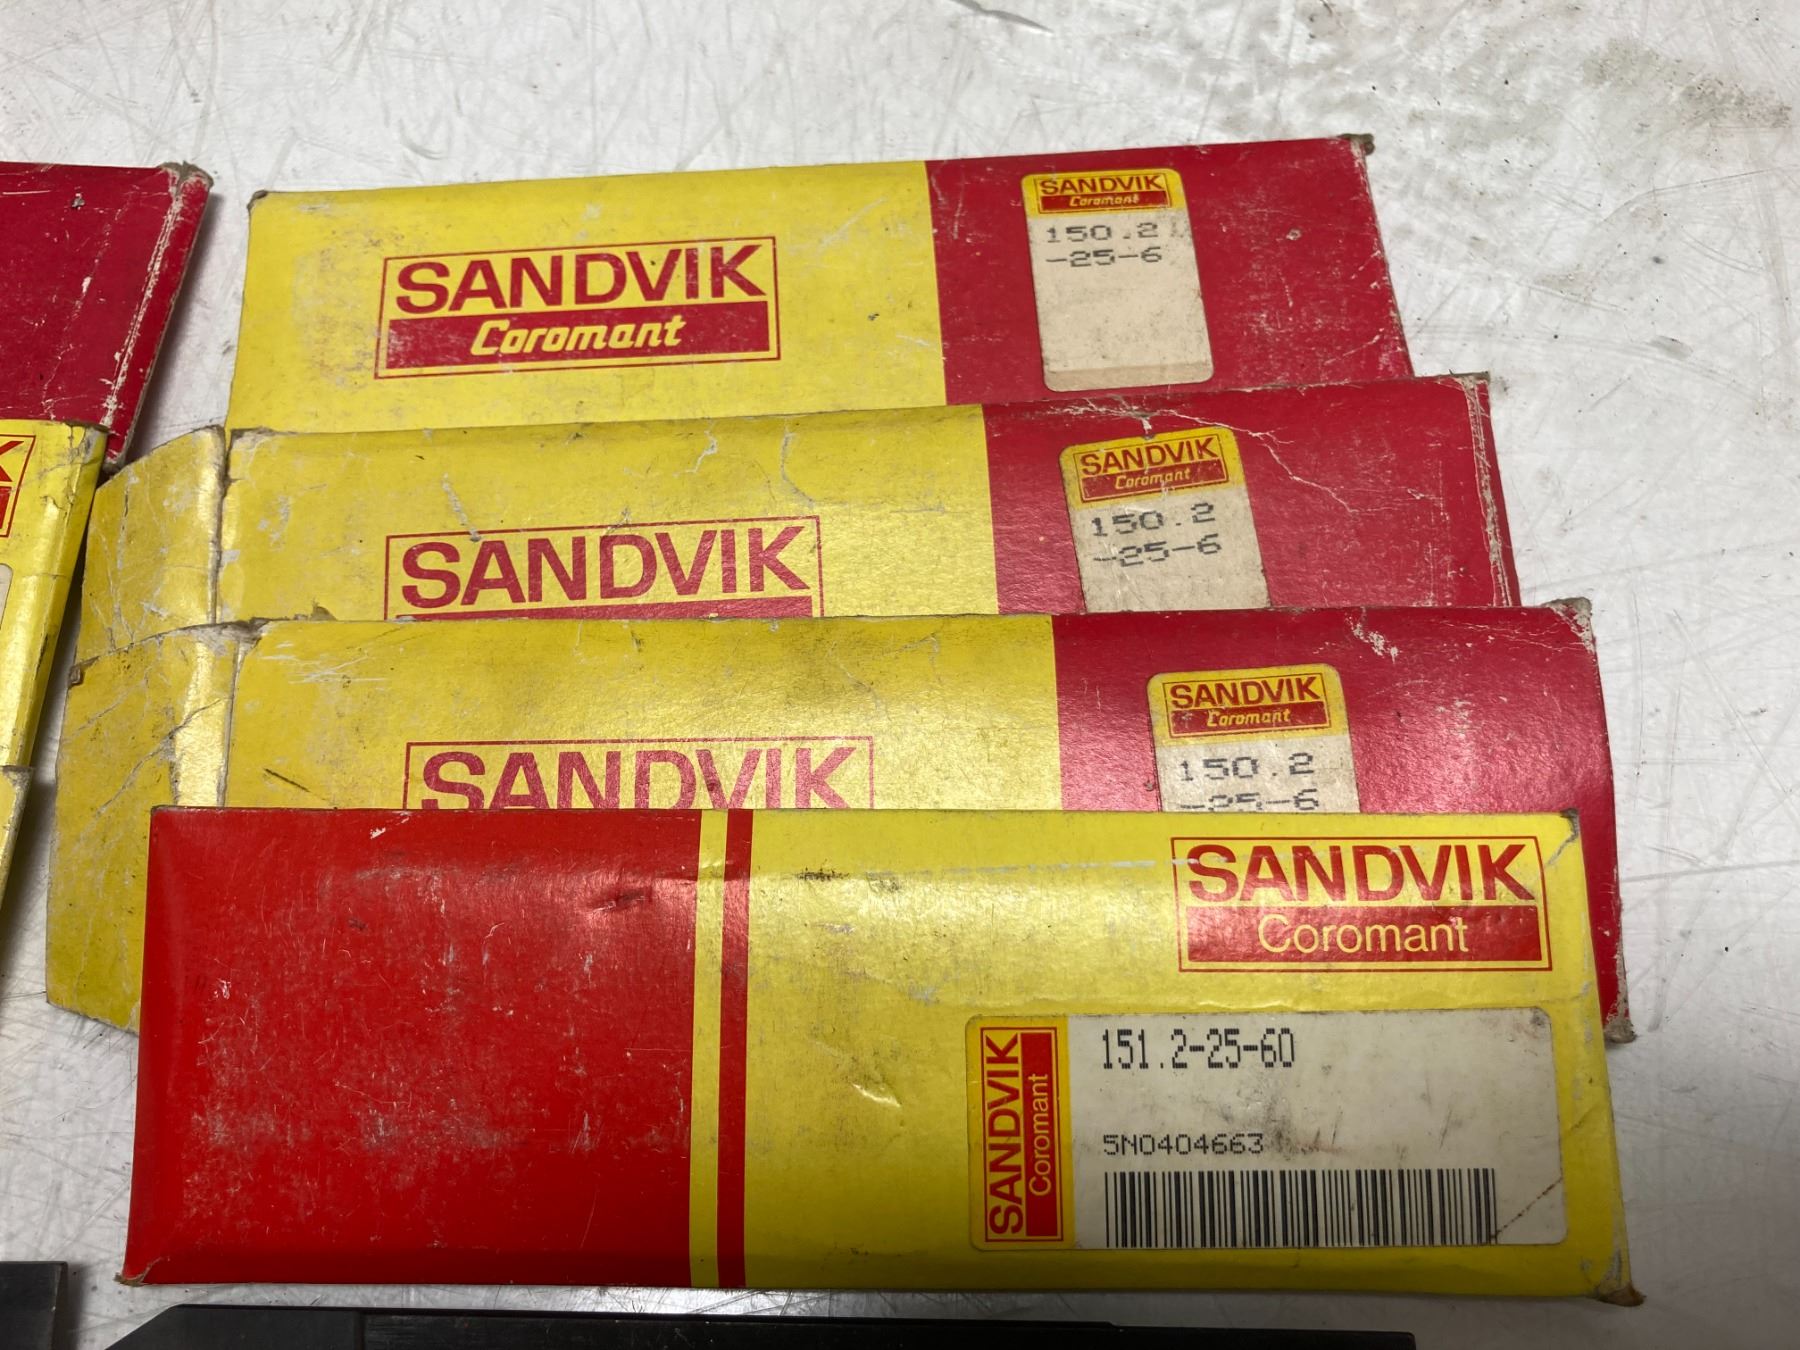 SANDVIK
Coromant
SANDVIK
Coromant
150.2
-25-6
SANDVIK
SANDVIK
Coromant
150.2
-25-6
SANDVIK
SANDVIK
Coromant
150.2
-25-6
SANDVIK
Coromant
SANDVIK
Coromant
151.2-25-60
5N0404663
K